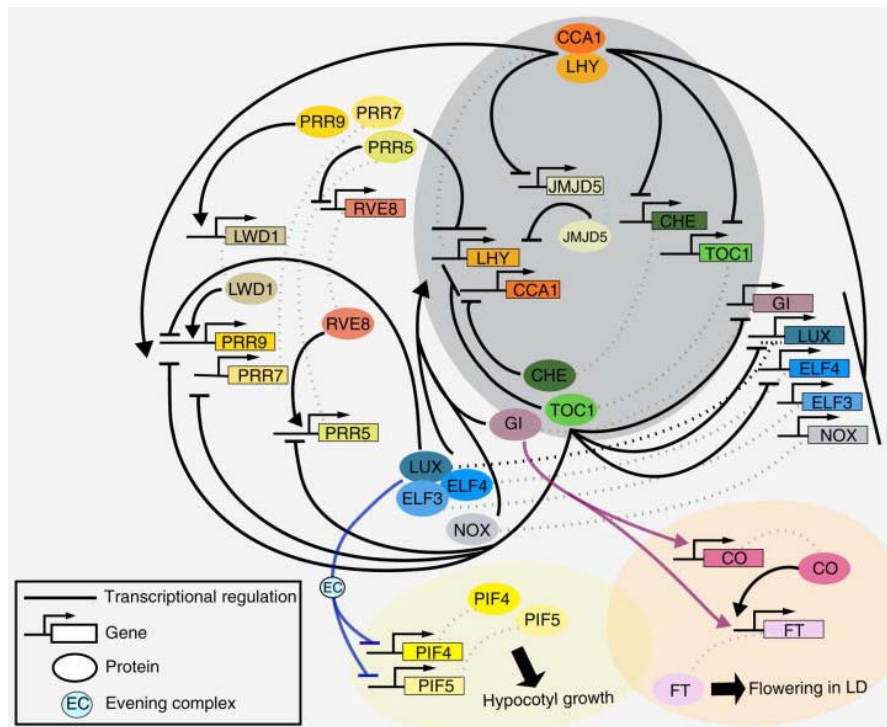 CCA1
LHY
PRR9
PRR7
PRR5
JMJD5
RVE8
CHE
LWD1
JMJD5
TOC1
LHY
CCA1
LWD1
GI
RVE8
PRR9
LUX
PRR7
CHE
ELF4
TOC1
ELF3
GI
PRR5
NOX
LUX
ELF4
ELF3
NOX
CO
CO
Transcriptional regulation
EC
PIF4
Gene
PIF5
FT
Protein
PIF4
PIF5
FT
Flowering in LD
EC
Evening complex
Hypocotyl growth